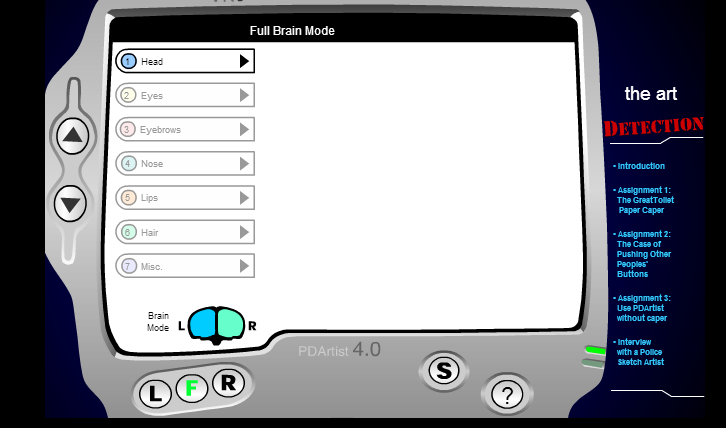 Full Brain Mode
1 Head
2 Eyes
3 Eyebrows
4 Nose
5 Lips
6 Hair
7 Misc.
Brain
Mode
L
R
PDArtist 4.0
L
F
R
S
?
the art
DETECTION
• Introduction
• Assignment 1:
The GreatToilet
Paper Caper
• Assignment 2:
The Case of
Pushing Other
Peoples'
Buttons
• Assignment 3:
Use PDArtist
without caper
• Interview
with a Police
Sketch Artist